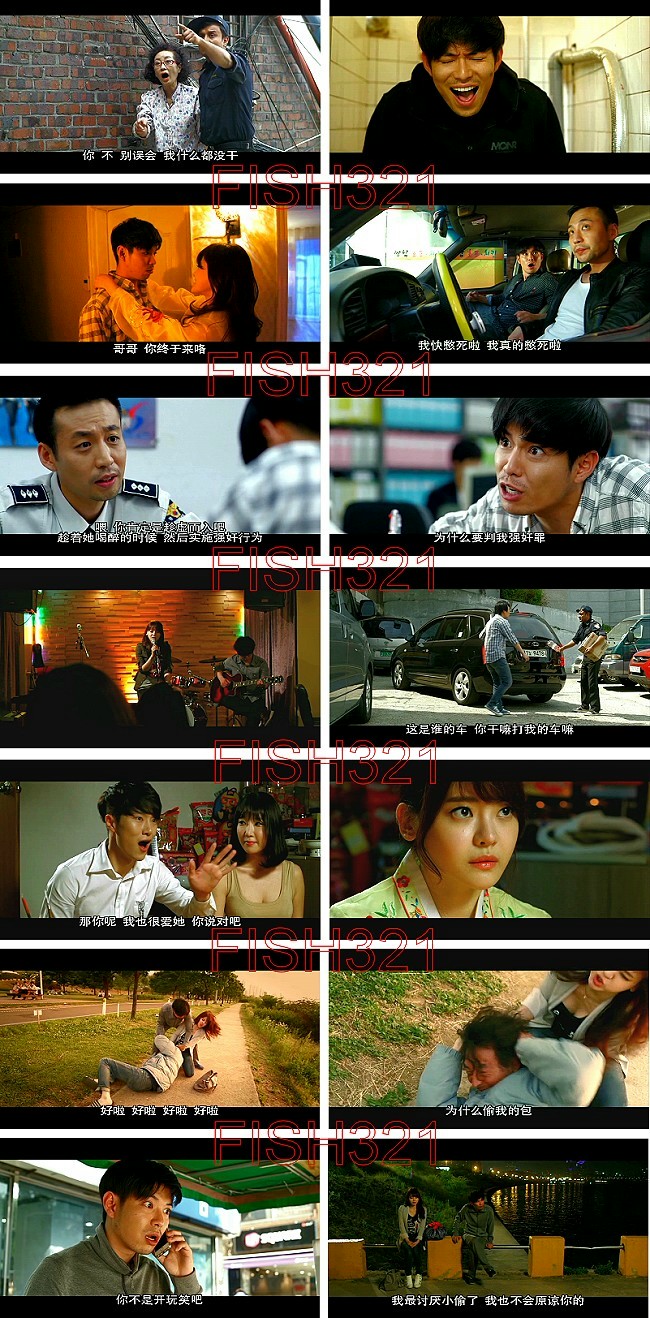 你 不 别误会 我什么都没干
MONI
FISH321
哥哥 你终于来咯
我快憋死啦 我真的憋死啦
FISH321
喂 你肯定是趁虚而入吧
趁着她喝醉的时候 然后实施强奸行为
为什么要判我强奸罪
FISH321
这是谁的车 你干嘛打我的车嘛
FISH321
那你呢 我也很爱她 你说对吧
FISH321
好啦 好啦 好啦 好啦
为什么偷我的包
FISH321
你不是开玩笑吧
我最讨厌小偷了 我也不会原谅你的